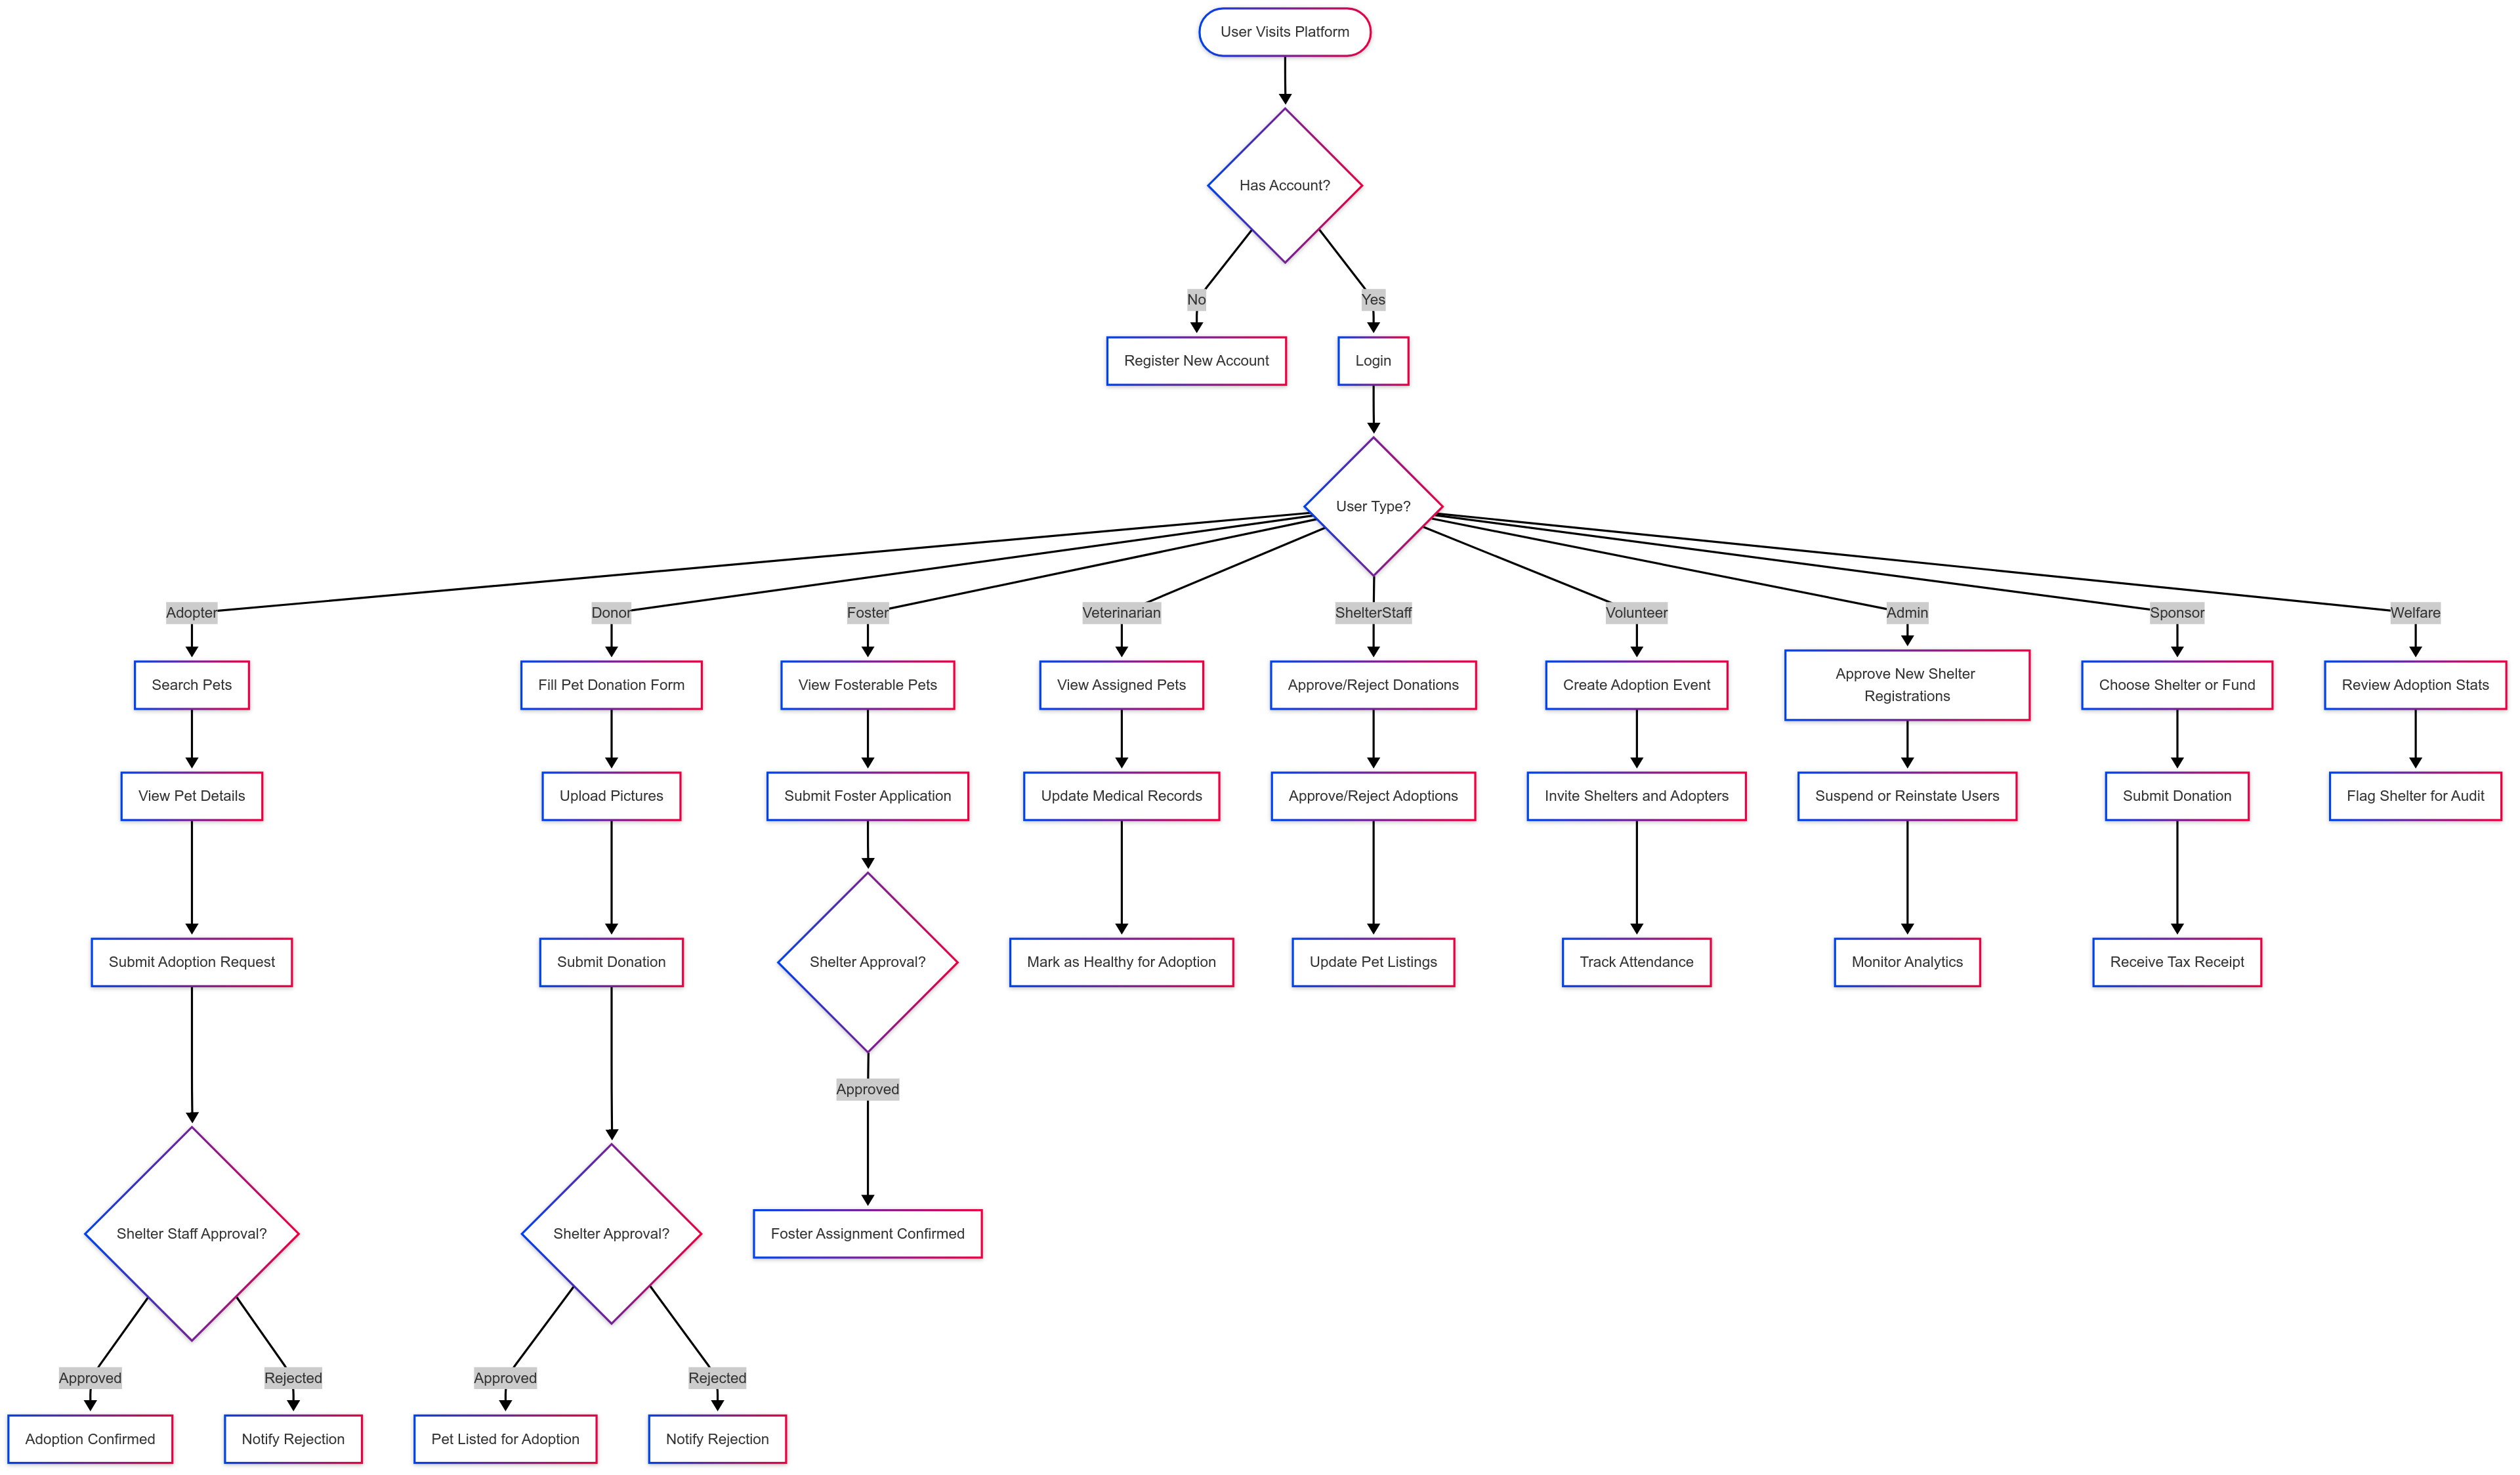 User Visits Platform
Has Account?
No
Yes
Register New Account
Login
User Type?
Adopter
Donor
Foster
Veterinarian
ShelterStaff
Volunteer
Admin
Sponsor
Welfare
Search Pets
Fill Pet Donation Form
View Fosterable Pets
View Assigned Pets
Approve/Reject Donations
Create Adoption Event
Approve New Shelter
Registrations
Choose Shelter or Fund
Review Adoption Stats
View Pet Details
Upload Pictures
Submit Foster Application
Update Medical Records
Approve/Reject Adoptions
Invite Shelters and Adopters
Suspend or Reinstate Users
Submit Donation
Flag Shelter for Audit
Submit Adoption Request
Submit Donation
Shelter Approval?
Mark as Healthy for Adoption
Update Pet Listings
Track Attendance
Monitor Analytics
Receive Tax Receipt
Approved
Shelter Staff Approval?
Shelter Approval?
Foster Assignment Confirmed
Approved
Rejected
Approved
Rejected
Adoption Confirmed
Notify Rejection
Pet Listed for Adoption
Notify Rejection